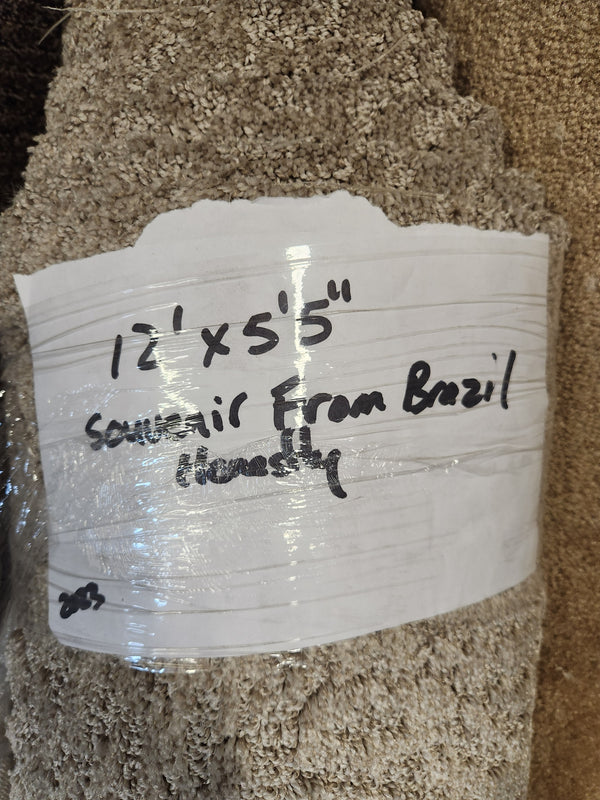 12' x 5'5"
Souvenir From Brazil
Honestly